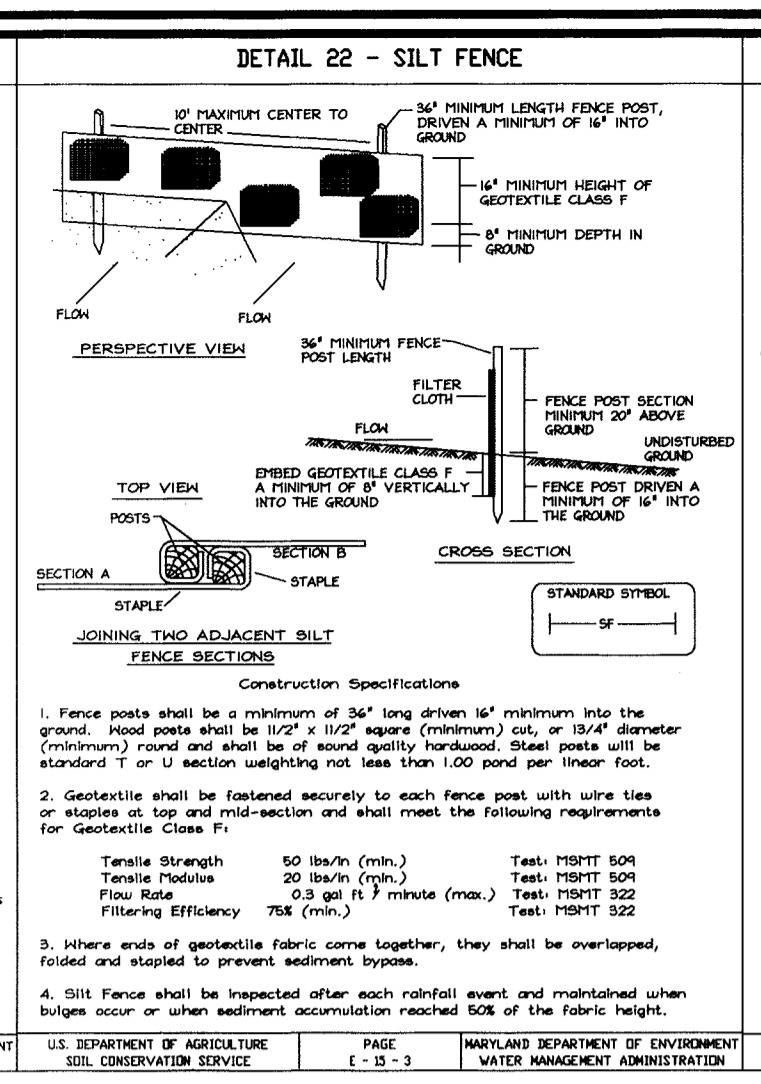 DETAIL 22 - SILT FENCE
10' MAXIMUM CENTER TO
CENTER
36" MINIMUM LENGTH FENCE POST,
DRIVEN A MINIMUM OF 16" INTO
GROUND
16" MINIMUM HEIGHT OF
GEOTEXTILE CLASS F
8" MINIMUM DEPTH IN
GROUND
FLOW
FLOW
PERSPECTIVE VIEW
36" MINIMUM FENCE
POST LENGTH
FILTER
CLOTH
FENCE POST SECTION
MINIMUM 20" ABOVE
GROUND
FLOW
UNDISTURBED
GROUND
EMBED GEOTEXTILE CLASS F
A MINIMUM OF 8" VERTICALLY
INTO THE GROUND
FENCE POST DRIVEN A
MINIMUM OF 16" INTO
THE GROUND
TOP VIEW
POSTS
SECTION B
SECTION A
STAPLE
STAPLE
CROSS SECTION
STANDARD SYMBOL
SF
JOINING TWO ADJACENT SILT
FENCE SECTIONS
Construction Specifications
1. Fence posts shall be a minimum of 36" long driven 16" minimum into the
ground. Wood posts shall be 11/2" x 11/2" square (minimum) cut, or 13/4" diameter
(minimum) round and shall be of sound quality hardwood. Steel posts will be
standard T or U section weighting not less than 1.00 pond per linear foot.
2. Geotextile shall be fastened securely to each fence post with wire ties
or staples at top and mid-section and shall meet the following requirements
for Geotextile Class F:
Tensile Strength 50 lbs/in (min.) Test: MSMT 509
Tensile Modulus 20 lbs/in (min.) Test: MSMT 509
Flow Rate 0.3 gal ft / minute (max.) Test: MSMT 322
Filtering Efficiency 75% (min.) Test: MSMT 322
3. Where ends of geotextile fabric come together, they shall be overlapped,
folded and stapled to prevent sediment bypass.
4. Silt Fence shall be inspected after each rainfall event and maintained when
bulges occur or when sediment accumulation reached 50% of the fabric height.
s
NT
U.S. DEPARTMENT OF AGRICULTURE
SOIL CONSERVATION SERVICE
PAGE
E - 15 - 3
MARYLAND DEPARTMENT OF ENVIRONMENT
WATER MANAGEMENT ADMINISTRATION